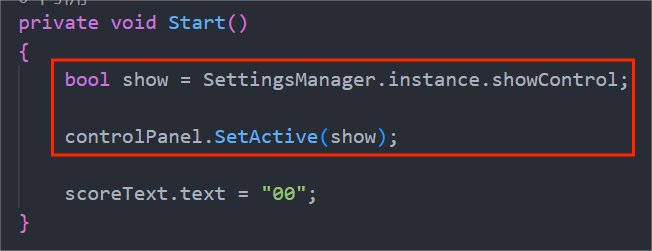 private void Start()
{
bool show = SettingsManager.instance.showControl;
controlPanel.SetActive(show);
scoreText.text = "00";
}